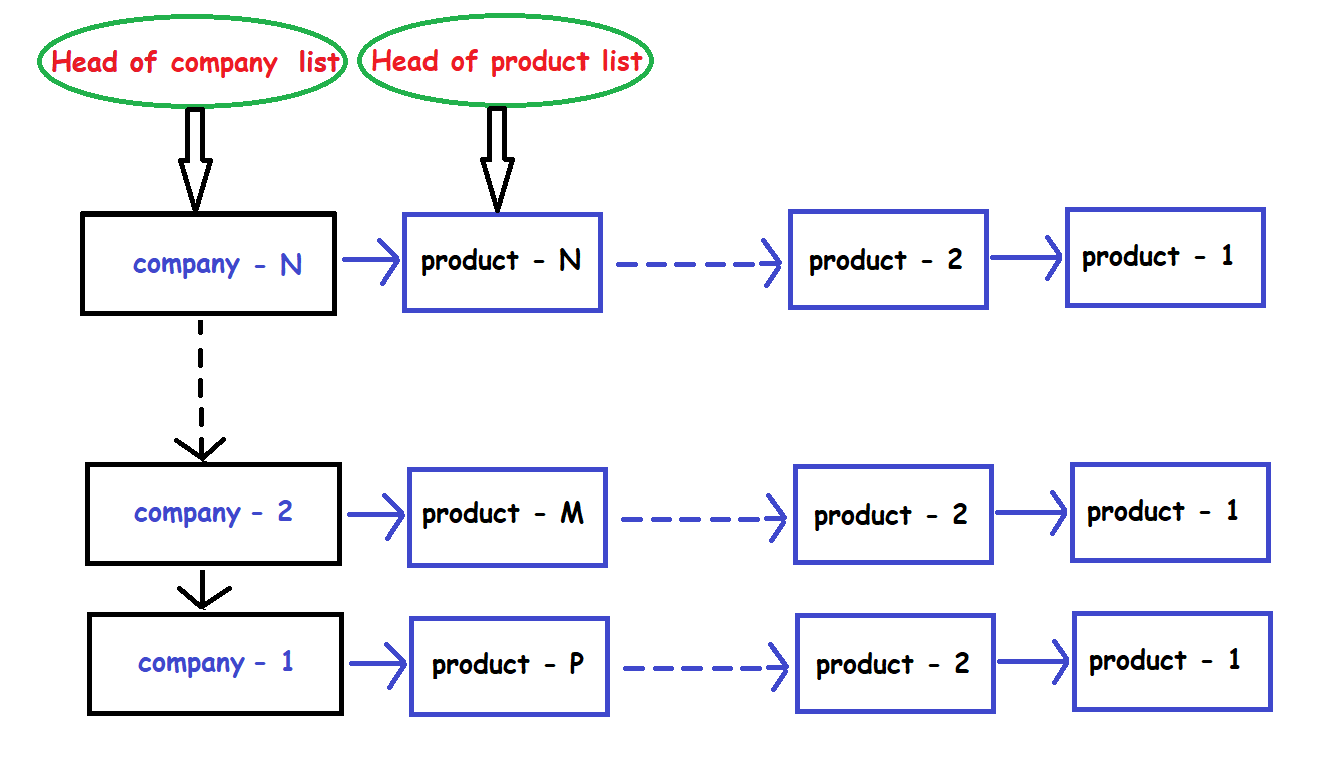 Head of company list
Head of product list
company - N
product - N
product - 2
product - 1
company - 2
product - M
product - 2
product - 1
company - 1
product - P
product - 2
product - 1